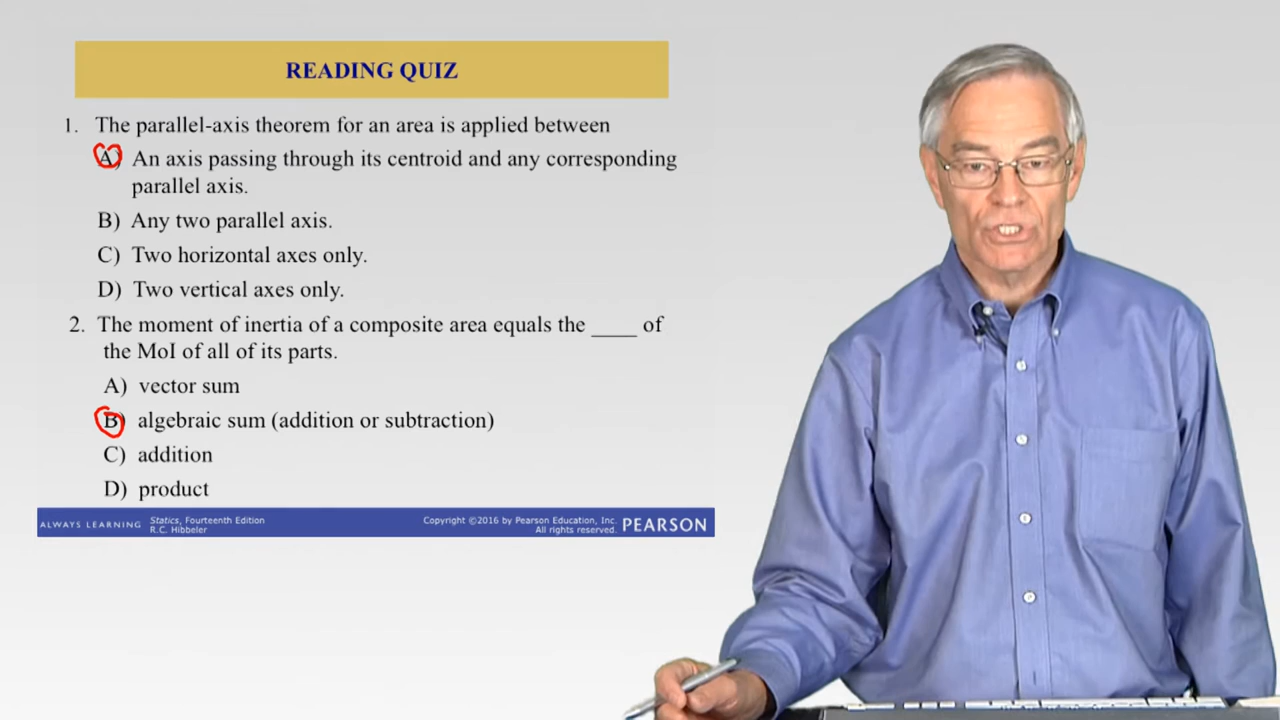 READING QUIZ
1. The parallel-axis theorem for an area is applied between
A) An axis passing through its centroid and any corresponding
parallel axis.
B) Any two parallel axis.
C) Two horizontal axes only.
D) Two vertical axes only.
2. The moment of inertia of a composite area equals the ____ of
the MoI of all of its parts.
A) vector sum
B) algebraic sum (addition or subtraction)
C) addition
D) product
ALWAYS LEARNING
Statics, Fourteenth Edition
R.C. Hibbeler
Copyright ©2016 by Pearson Education, Inc.
All rights reserved.
PEARSON